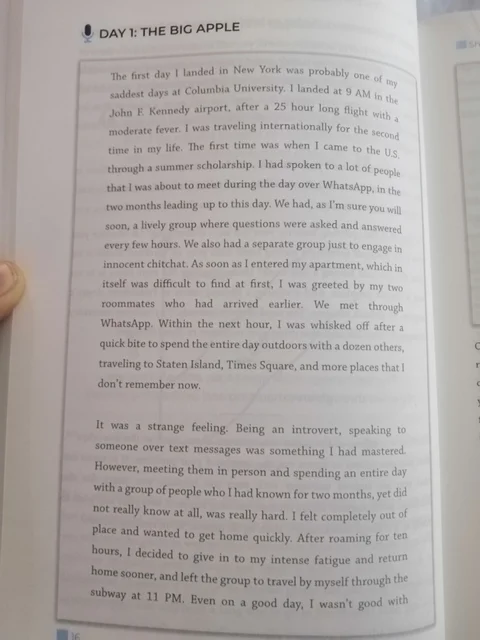 DAY 1: THE BIG APPLE
The first day I landed in New York was probably one of my
saddest days at Columbia University. I landed at 9 AM in the
John F. Kennedy airport, after a 25 hour long flight with a
moderate fever. I was traveling internationally for the second
time in my life. The first time was when I came to the U.S.
through a summer scholarship. I had spoken to a lot of people
that I was about to meet during the day over WhatsApp, in the
two months leading up to this day. We had, as I'm sure you will
soon, a lively group where questions were asked and answered
every few hours. We also had a separate group just to engage in
innocent chitchat. As soon as I entered my apartment, which in
itself was difficult to find at first, I was greeted by my two
roommates who had arrived earlier. We met through
WhatsApp. Within the next hour, I was whisked off after a
quick bite to spend the entire day outdoors with a dozen others,
traveling to Staten Island, Times Square, and more places that I
don't remember now.
It was a strange feeling. Being an introvert, speaking to
someone over text messages was something I had mastered.
However, meeting them in person and spending an entire day
with a group of people who I had known for two months, yet did
not really know at all, was really hard. I felt completely out of
place and wanted to get home quickly. After roaming for ten
hours, I decided to give in to my intense fatigue and return
home sooner, and left the group to travel by myself through the
subway at 11 PM. Even on a good day, I wasn't good with
16